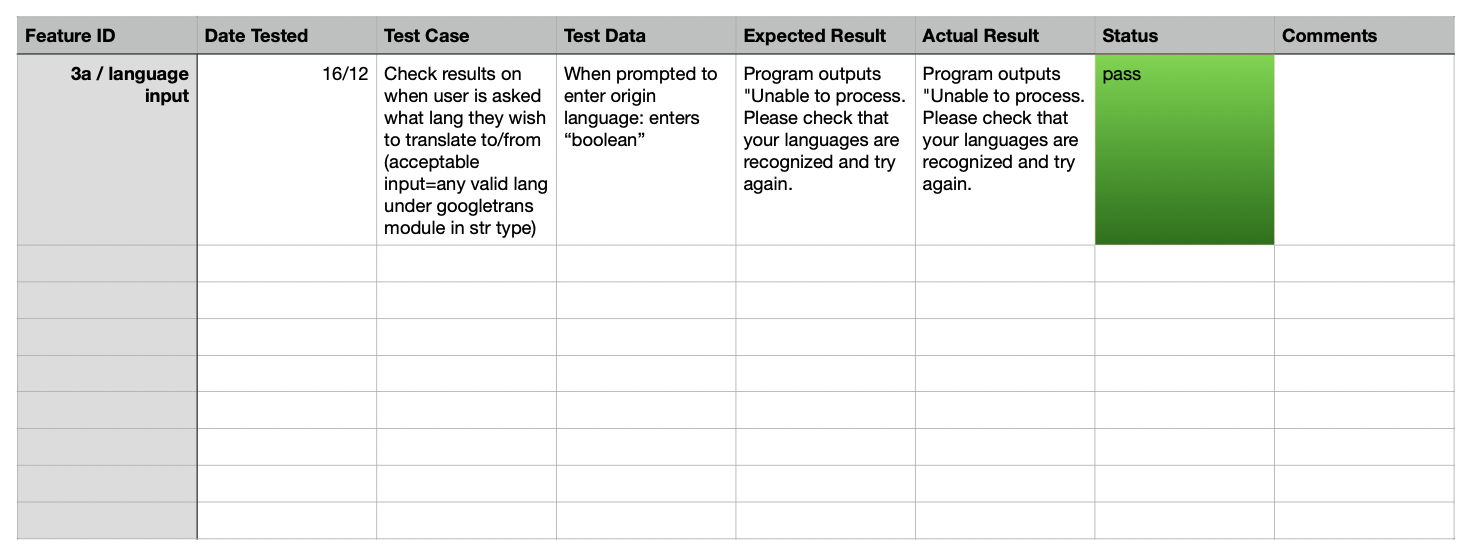 Feature ID
Date Tested
Test Case
Test Data
Expected Result
Actual Result
Status
Comments
3a / language
input
16/12
Check results on
when user is asked
what lang they wish
to translate to/from
(acceptable
input=any valid lang
under googletrans
module in str type)
When prompted to
enter origin
language: enters
“boolean”
Program outputs
"Unable to process.
Please check that
your languages are
recognized and try
again.
Program outputs
"Unable to process.
Please check that
your languages are
recognized and try
again.
pass